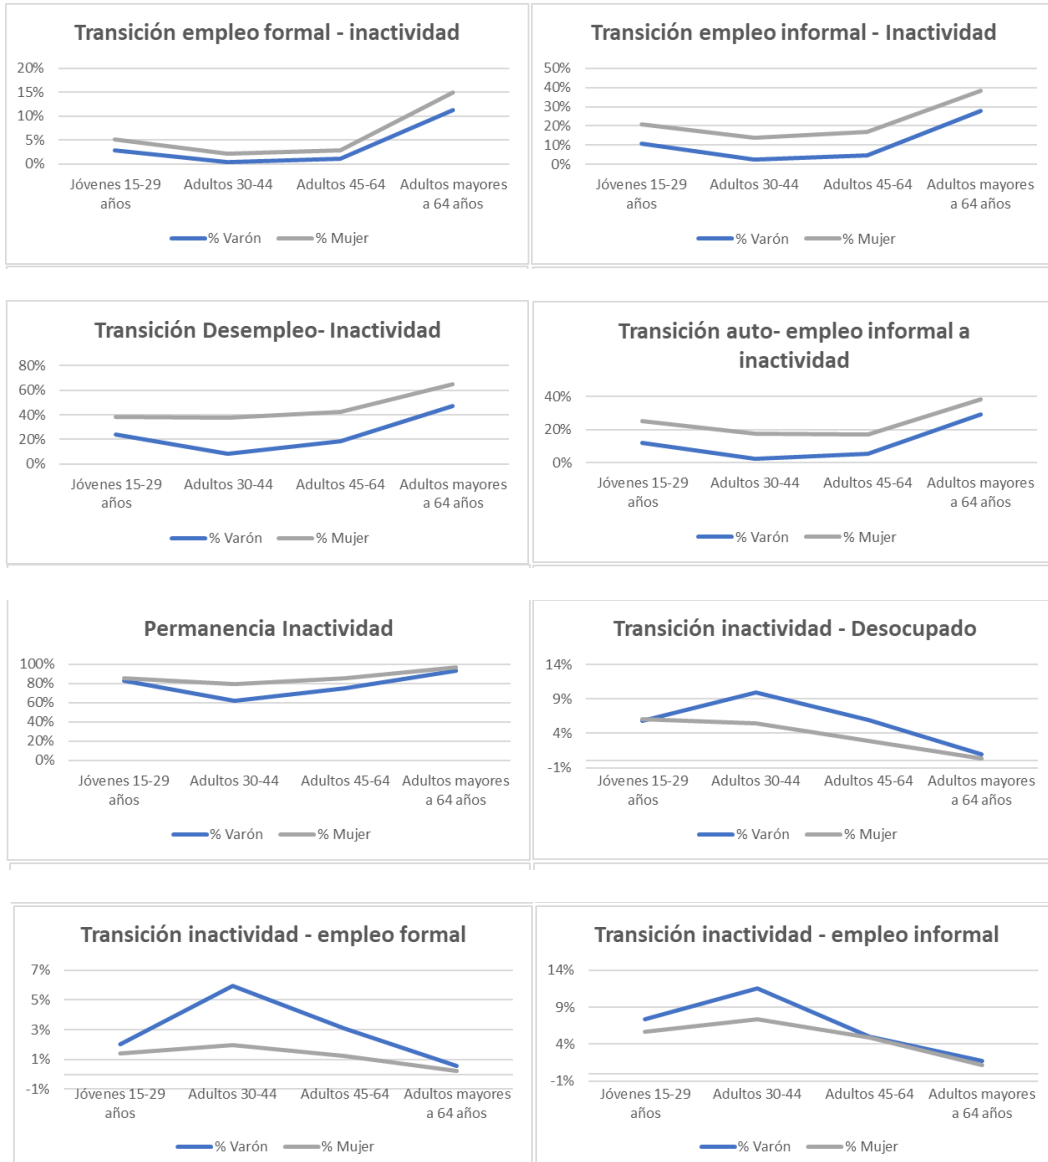 Transición empleo formal - inactividad
20%
15%
10%
5%
0%
Jóvenes 15-29 años
Adultos 30-44
Adultos 45-64
Adultos mayores a 64 años
% Varón
% Mujer
Transición empleo informal - Inactividad
50%
40%
30%
20%
10%
0%
Jóvenes 15-29 años
Adultos 30-44
Adultos 45-64
Adultos mayores a 64 años
% Varón
% Mujer
Transición Desempleo- Inactividad
80%
60%
40%
20%
0%
Jóvenes 15-29 años
Adultos 30-44
Adultos 45-64
Adultos mayores a 64 años
% Varón
% Mujer
Transición auto- empleo informal a
inactividad
40%
20%
0%
Jóvenes 15-29 años
Adultos 30-44
Adultos 45-64
Adultos mayores a 64 años
% Varón
% Mujer
Permanencia Inactividad
100%
80%
60%
40%
20%
0%
Jóvenes 15-29 años
Adultos 30-44
Adultos 45-64
Adultos mayores a 64 años
% Varón
% Mujer
Transición inactividad - Desocupado
14%
9%
4%
-1%
Jóvenes 15-29 años
Adultos 30-44
Adultos 45-64
Adultos mayores a 64 años
% Varón
% Mujer
Transición inactividad - empleo formal
7%
5%
3%
1%
-1%
Jóvenes 15-29 años
Adultos 30-44
Adultos 45-64
Adultos mayores a 64 años
% Varón
% Mujer
Transición inactividad - empleo informal
14%
9%
4%
-1%
Jóvenes 15-29 años
Adultos 30-44
Adultos 45-64
Adultos mayores a 64 años
% Varón
% Mujer